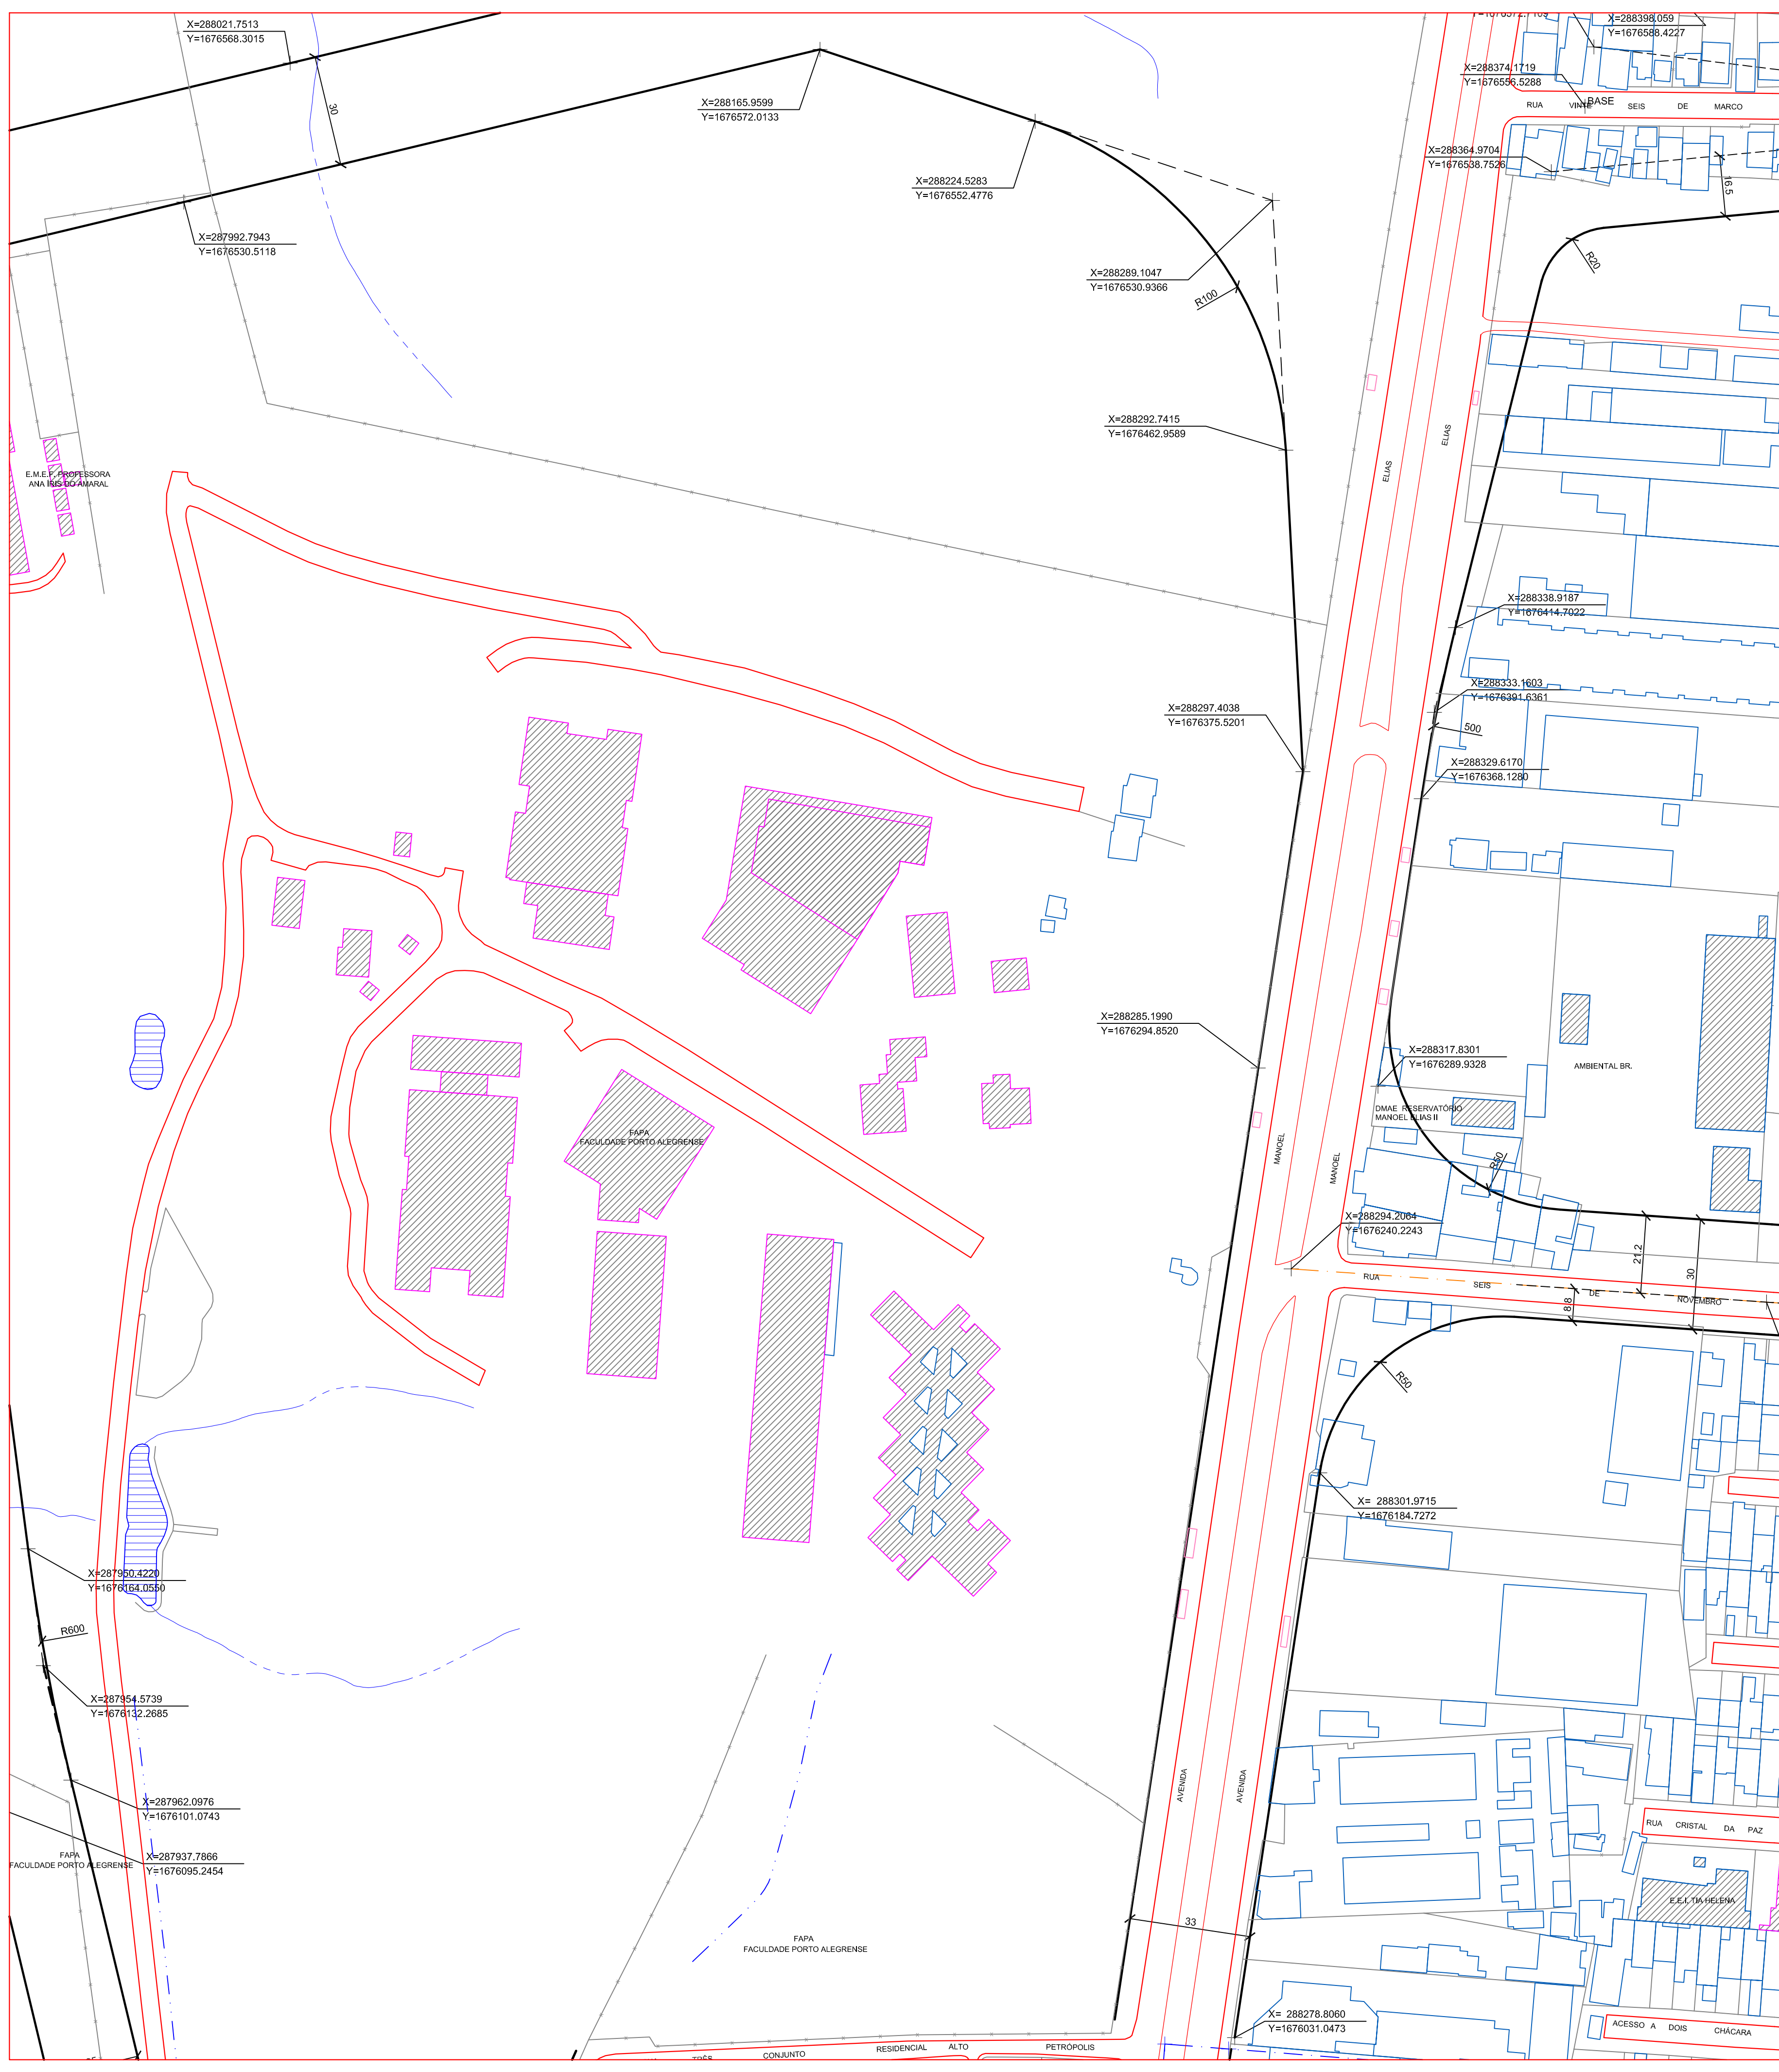 X=288021.7513
Y=1676568.3015
30
X=288165.9599
Y=1676572.0133
X=288398.059
Y=1676588.4227
X=288374.1719
Y=1676556.5288
BASE
RUA VINTE SEIS DE MARCO
X=288364.9704
Y=1676538.7526
16.5
X=288224.5283
Y=1676552.4776
X=287992.7943
Y=1676530.5118
R20
X=288289.1047
Y=1676530.9366
R100
X=288292.7415
Y=1676462.9589
ELIAS
ELIAS
E.M.E.F. PROFESSORA
ANA ÍRIS DO AMARAL
X=288338.9187
Y=1676414.7022
X=288333.1603
Y=1676391.6361
500
X=288297.4038
Y=1676375.5201
X=288329.6170
Y=1676368.1280
X=288285.1990
Y=1676294.8520
X=288317.8301
Y=1676289.9328
AMBIENTAL BR.
DMAE RESERVATÓRIO
MANOEL ELIAS II
FAPA
FACULDADE PORTO ALEGRENSE
MANOEL
MANOEL
R50
X=288294.2064
Y=1676240.2243
21.2
30
8.8
RUA SEIS DE NOVEMBRO
R50
X= 288301.9715
Y=1676184.7272
X=287950.4220
Y=1676164.0550
R600
X=287954.5739
Y=1676132.2685
AVENIDA
AVENIDA
X=287962.0976
Y=1676101.0743
X=287937.7866
Y=1676095.2454
FAPA
FACULDADE PORTO ALEGRENSE
RUA CRISTAL DA PAZ
E.E.I. TIA HELENA
33
FAPA
FACULDADE PORTO ALEGRENSE
X= 288278.8060
Y=1676031.0473
ACESSO A DOIS CHÁCARA
TRÊS CONJUNTO RESIDENCIAL ALTO PETRÓPOLIS